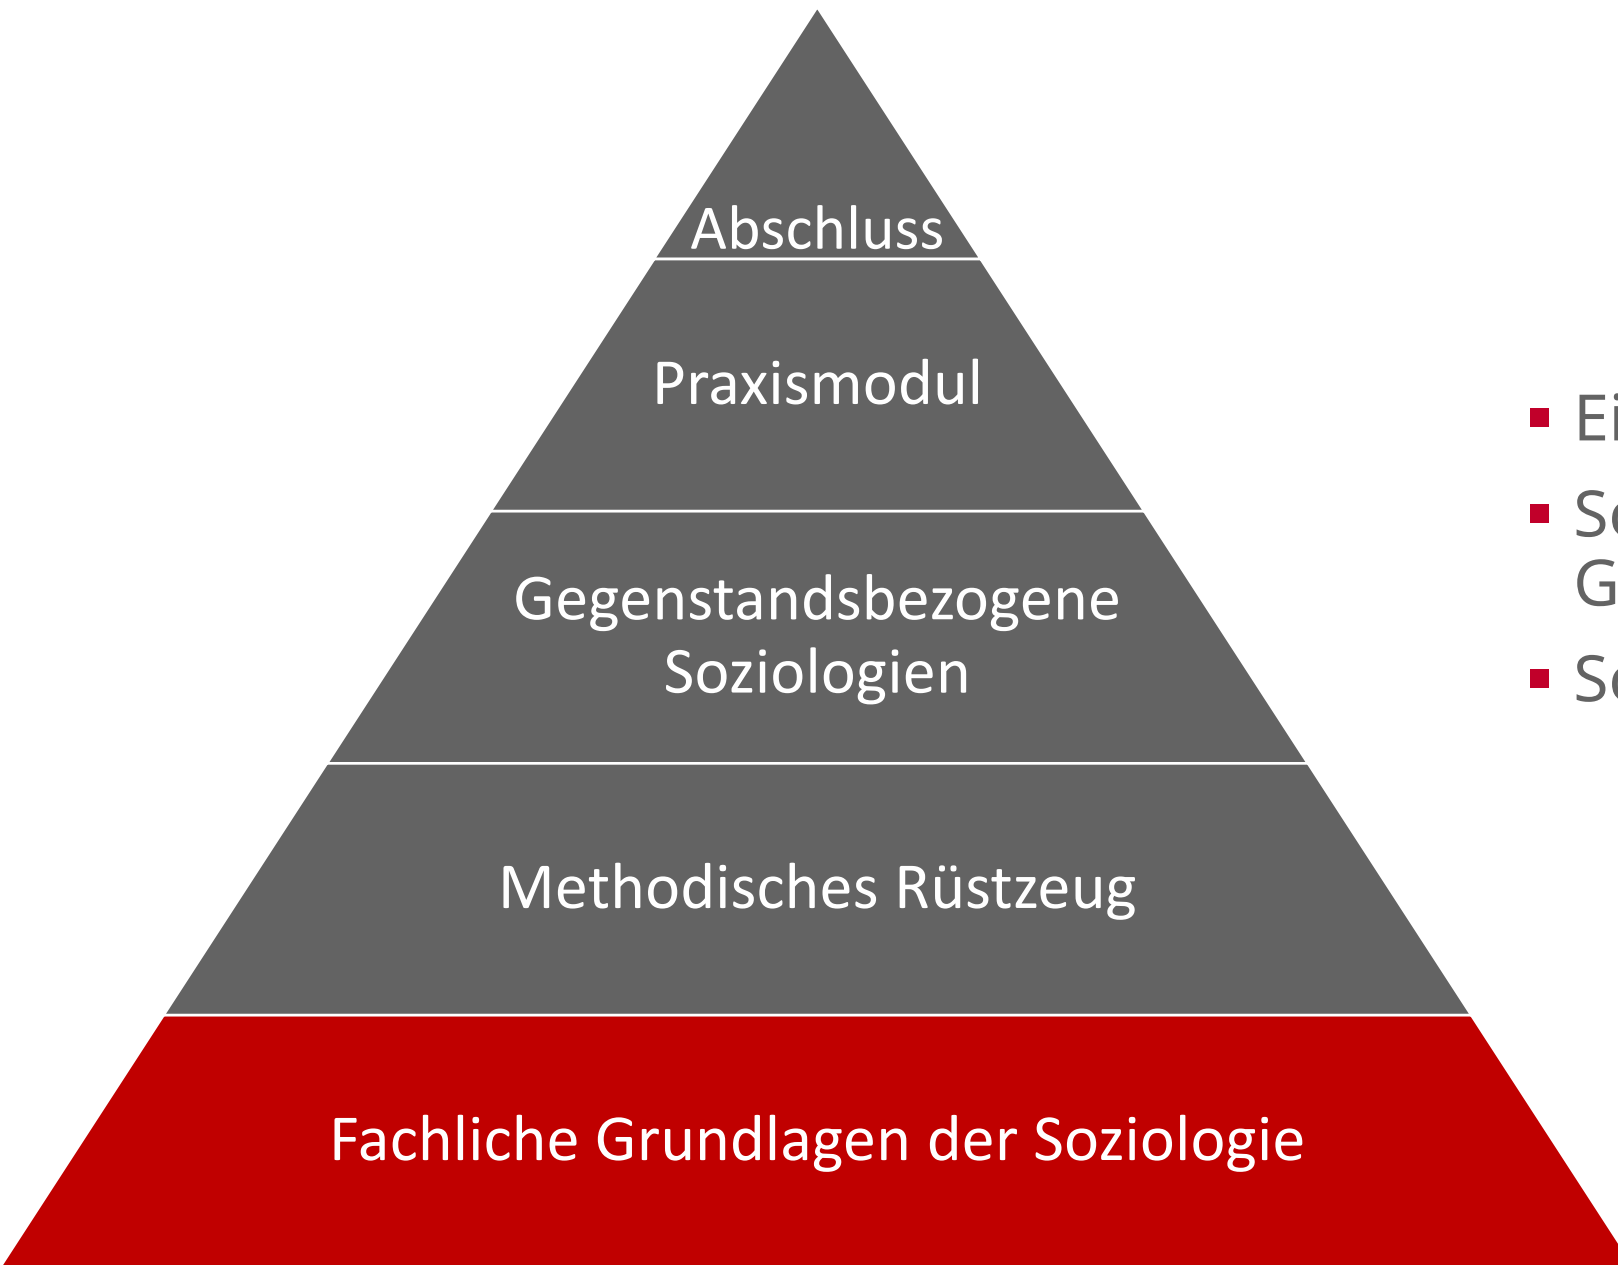 Abschluss
Praxismodul
Gegenstandsbezogene
Soziologien
Methodisches Rüstzeug
Fachliche Grundlagen der Soziologie